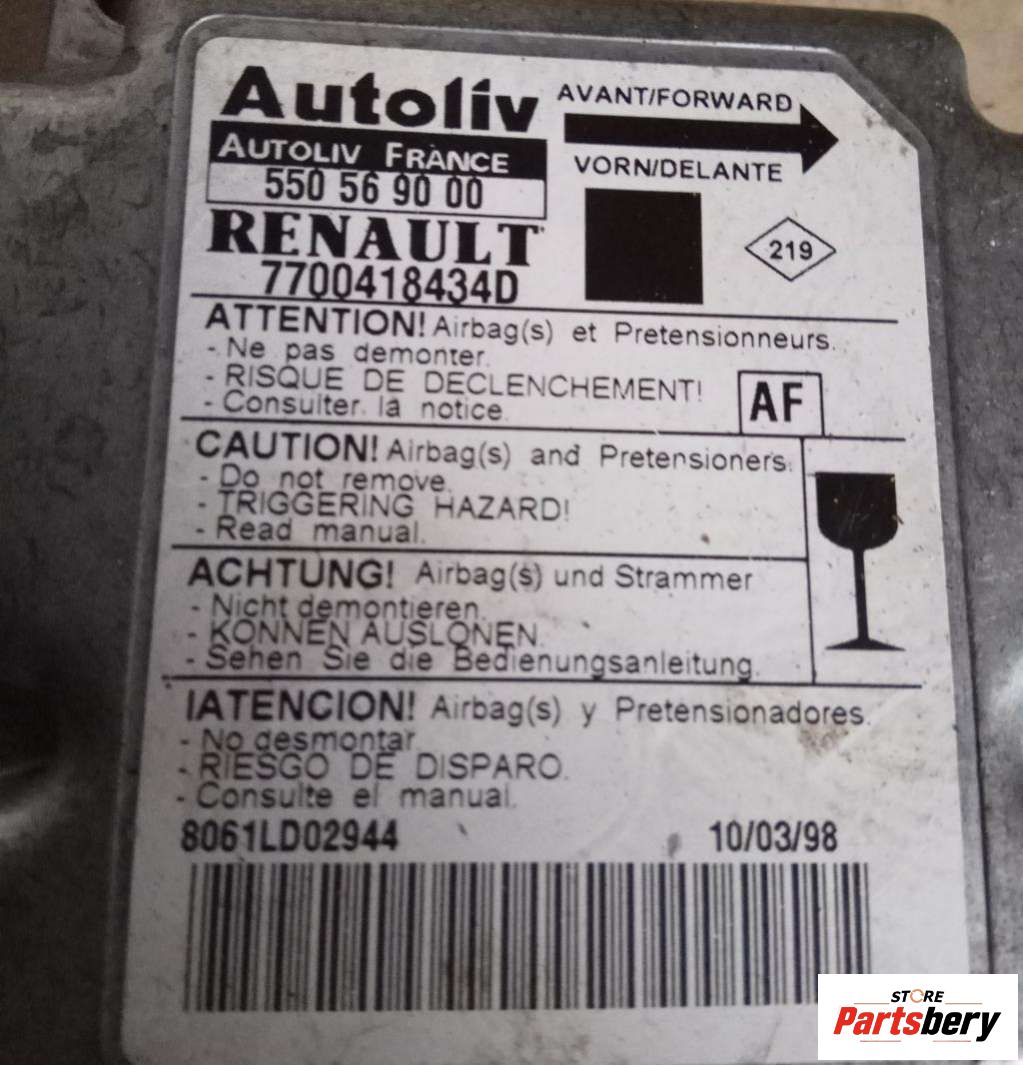 Autoliv
AUTOLIV FRANCE
550 56 90 00
RENAULT
7700418434D
AVANT/FORWARD
VORN/DELANTE
219
ATTENTION! Airbag(s) et Pretensionneurs.
- Ne pas demonter.
- RISQUE DE DECLENCHEMENT!
- Consulter la notice.
AF
CAUTION! Airbag(s) and Pretensioners.
- Do not remove.
- TRIGGERING HAZARD!
- Read manual.
ACHTUNG! Airbag(s) und Strammer
- Nicht demontieren.
- KONNEN AUSLONEN.
- Sehen Sie die Bedienungsanleitung.
IATENCION! Airbag(s) y Pretensionadores.
- No desmontar
- RIESGO DE DISPARO.
- Consulte el manual.
8061LD02944
10/03/98
STORE
Partsbery